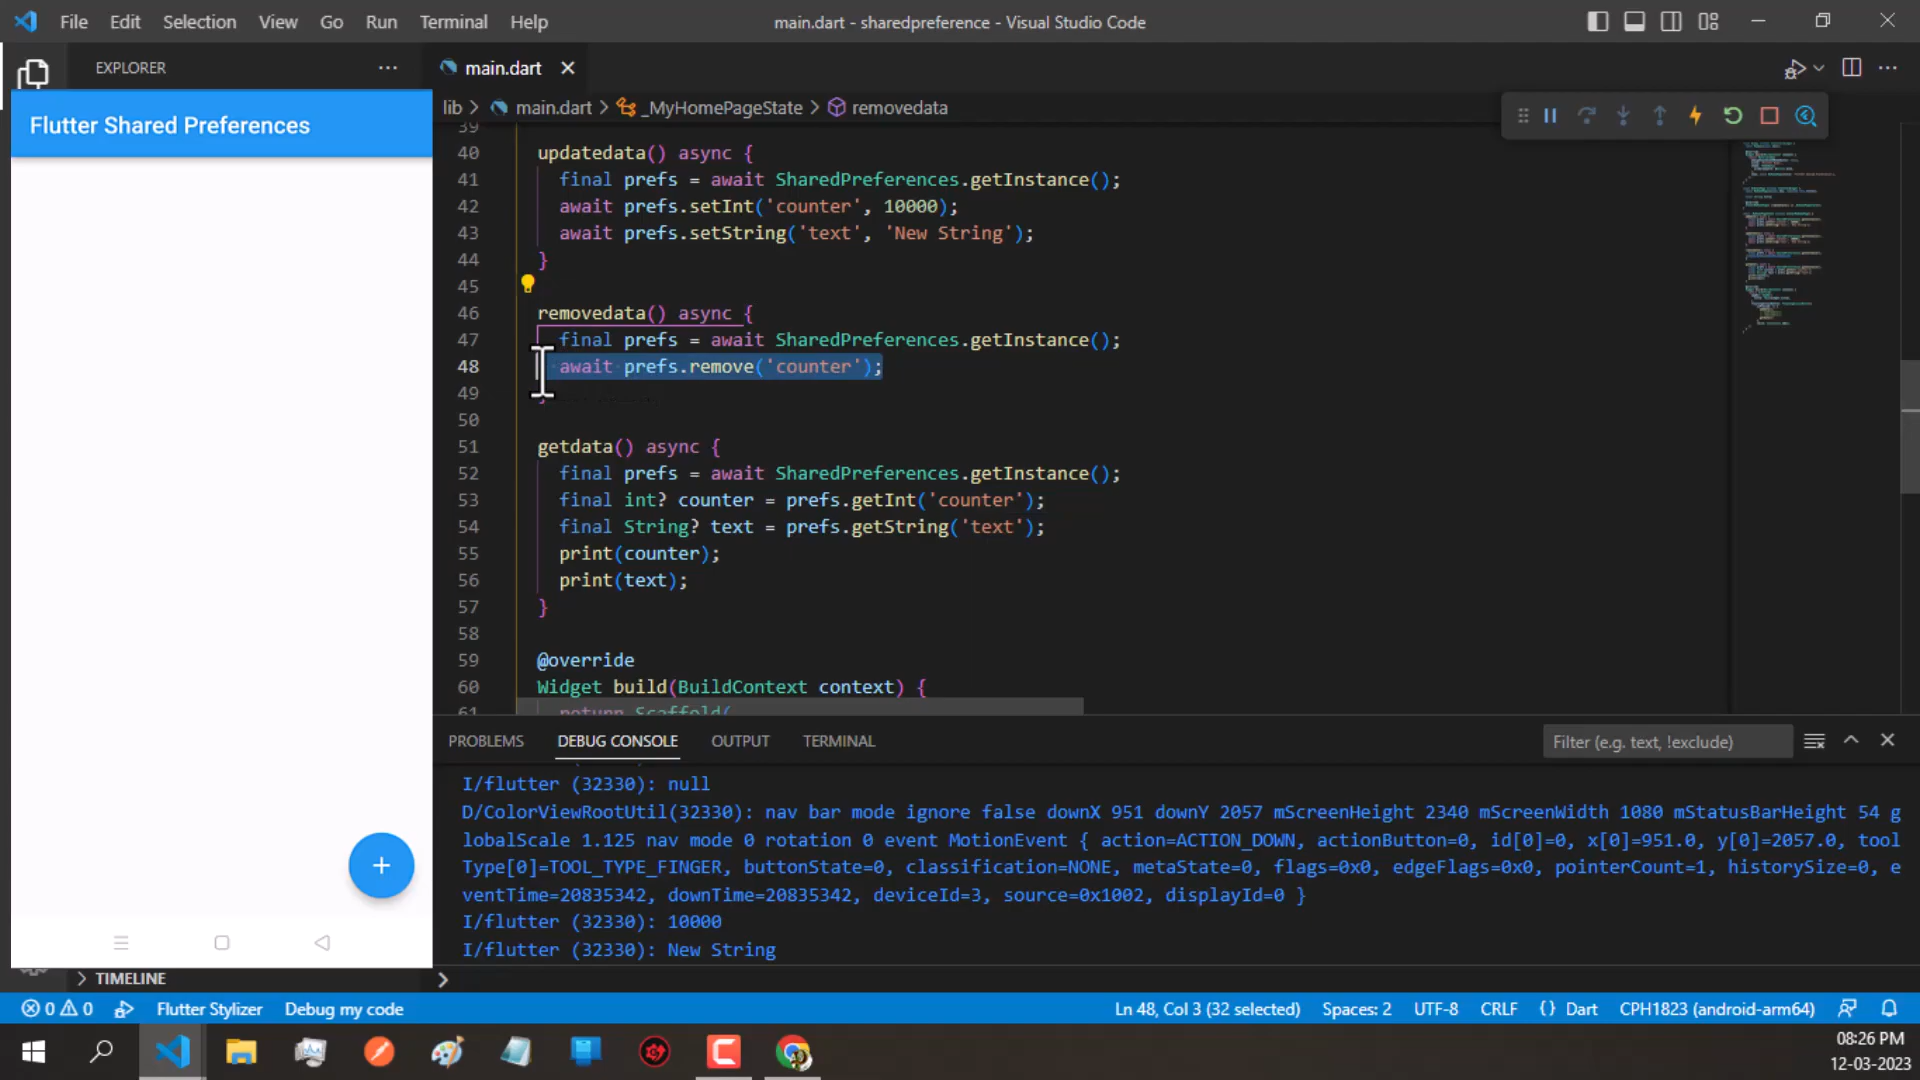 File Edit Selection View Go Run Terminal Help
main.dart - sharedpreference - Visual Studio Code
EXPLORER
main.dart
lib > main.dart > _MyHomePageState > removedata
Flutter Shared Preferences
39
40 updatedata() async {
41 final prefs = await SharedPreferences.getInstance();
42 await prefs.setInt('counter', 10000);
43 await prefs.setString('text', 'New String');
44 }
45
46 removedata() async {
47 final prefs = await SharedPreferences.getInstance();
48 await prefs.remove('counter');
49 }
50
51 getdata() async {
52 final prefs = await SharedPreferences.getInstance();
53 final int? counter = prefs.getInt('counter');
54 final String? text = prefs.getString('text');
55 print(counter);
56 print(text);
57 }
58
59 @override
60 Widget build(BuildContext context) {
61 return Scaffold(
PROBLEMS DEBUG CONSOLE OUTPUT TERMINAL
Filter (e.g. text, !exclude)
I/flutter (32330): null
D/ColorViewRootUtil(32330): nav bar mode ignore false downX 951 downY 2057 mScreenHeight 2340 mScreenWidth 1080 mStatusBarHeight 54 g
lobalScale 1.125 nav mode 0 rotation 0 event MotionEvent { action=ACTION_DOWN, actionButton=0, id[0]=0, x[0]=951.0, y[0]=2057.0, tool
Type[0]=TOOL_TYPE_FINGER, buttonState=0, classification=NONE, metaState=0, flags=0x0, edgeFlags=0x0, pointerCount=1, historySize=0, e
ventTime=20835342, downTime=20835342, deviceId=3, source=0x1002, displayId=0 }
I/flutter (32330): 10000
I/flutter (32330): New String
TIMELINE
0 0 Flutter Stylizer Debug my code
Ln 48, Col 3 (32 selected) Spaces: 2 UTF-8 CRLF {} Dart CPH1823 (android-arm64)
08:26 PM
12-03-2023